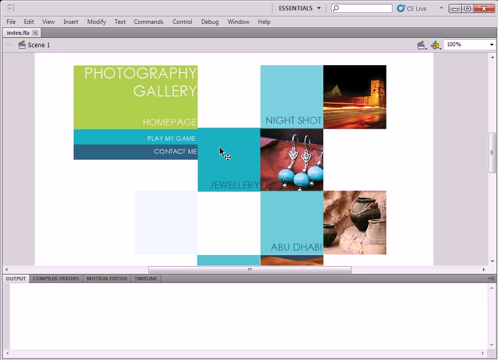 Fl
File Edit View Insert Modify Text Commands Control Debug Window Help
ESSENTIALS
CS Live
index.fla
Scene 1
100%
PHOTOGRAPHY
GALLERY
HOMEPAGE
PLAY MY GAME
CONTACT ME
NIGHT SHOT
JEWELLERY
ABU DHABI
OUTPUT COMPILER ERRORS MOTION EDITOR TIMELINE